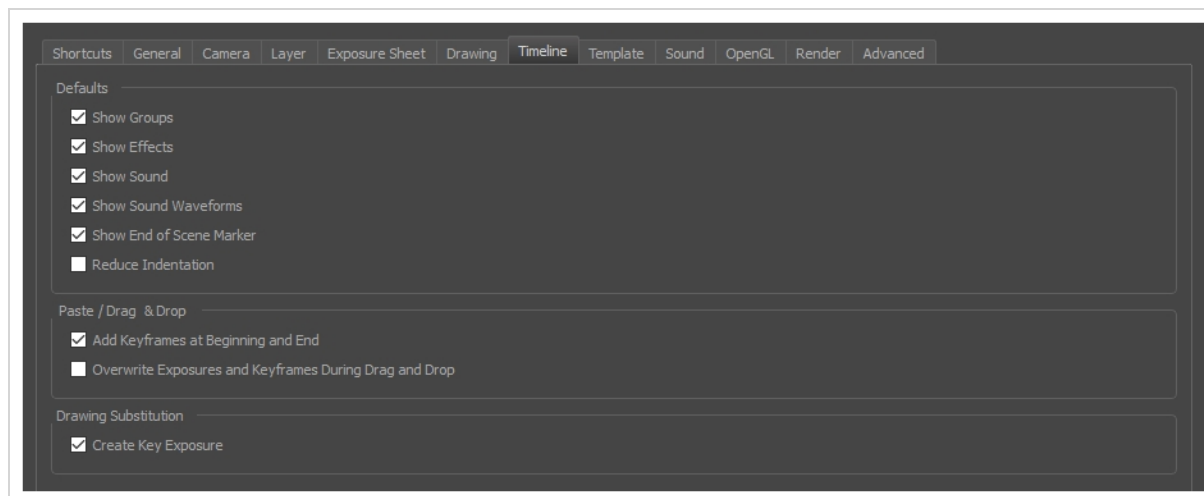 Shortcuts General Camera Layer Exposure Sheet Drawing Timeline Template Sound OpenGL Render Advanced
Defaults
Show Groups
Show Effects
Show Sound
Show Sound Waveforms
Show End of Scene Marker
Reduce Indentation
Paste / Drag & Drop
Add Keyframes at Beginning and End
Overwrite Exposures and Keyframes During Drag and Drop
Drawing Substitution
Create Key Exposure